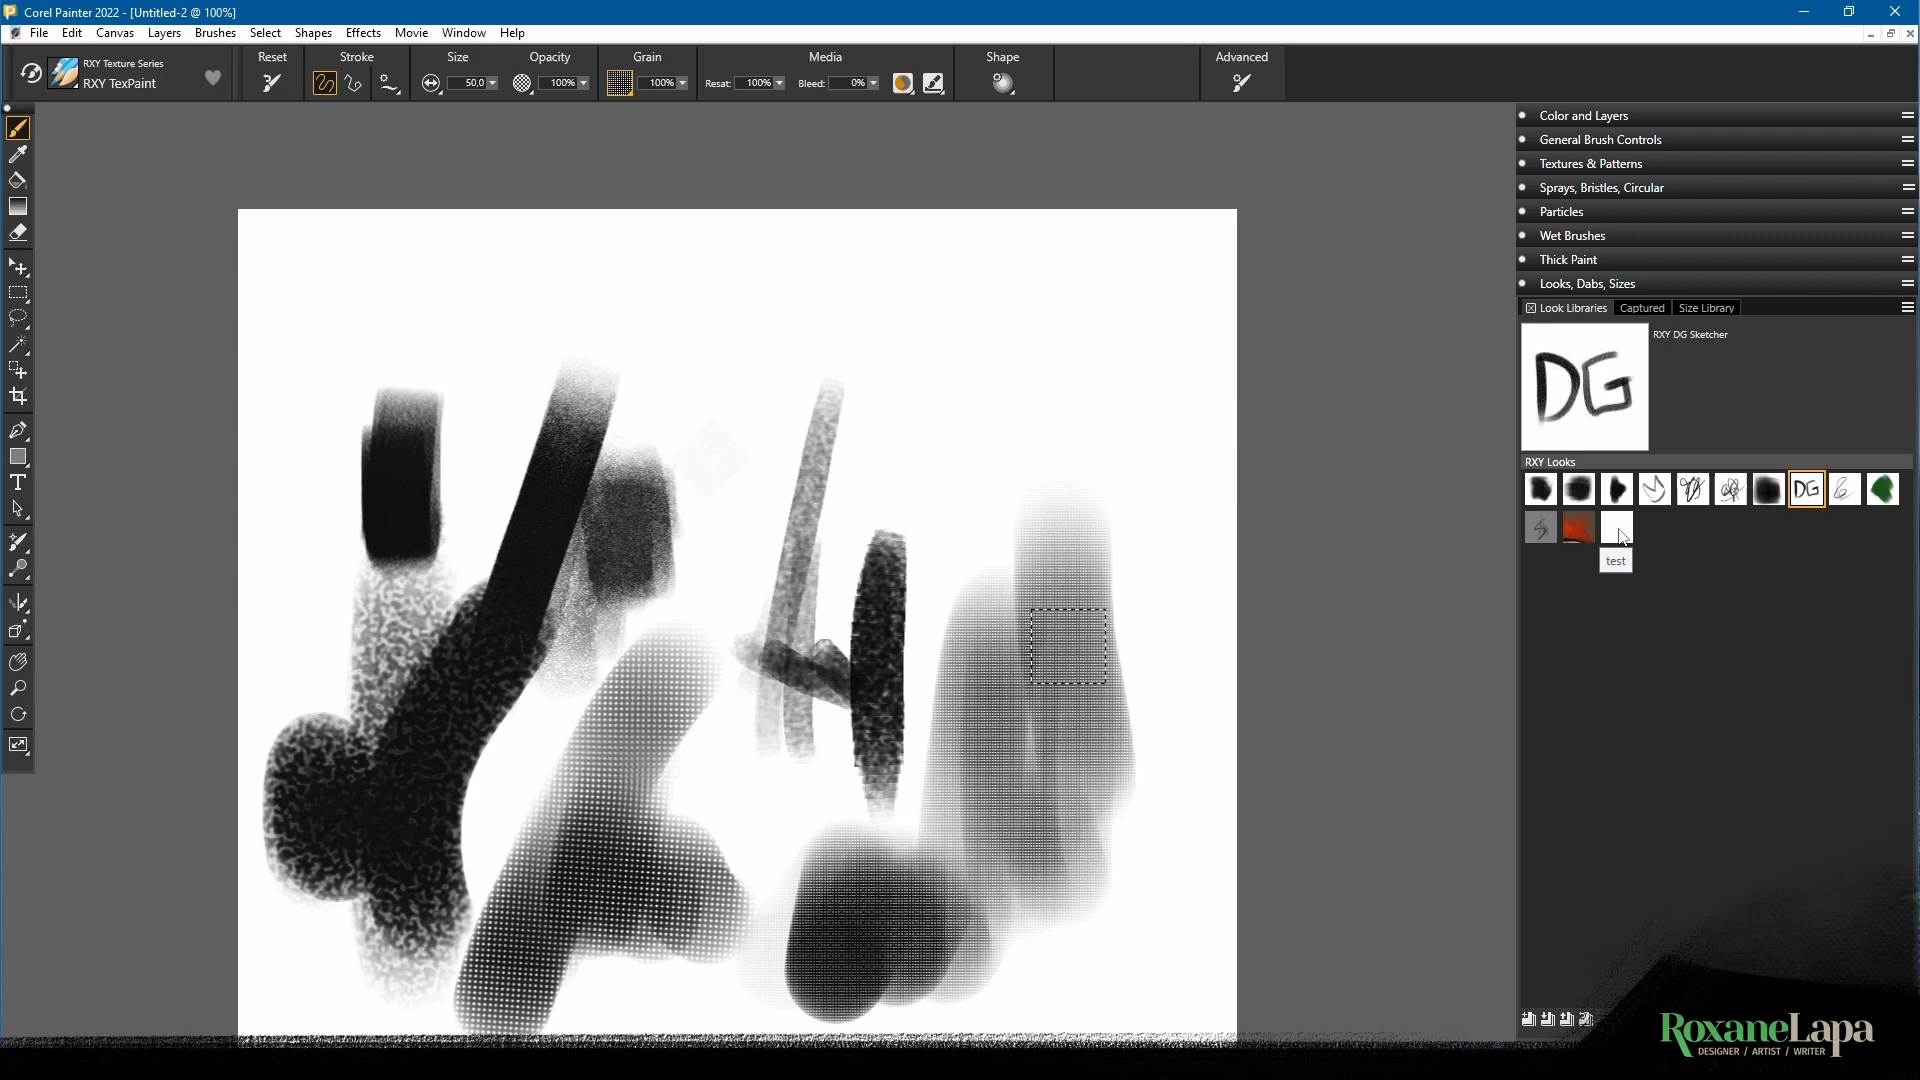 Corel Painter 2022 - [Untitled-2 @ 100%]
File Edit Canvas Layers Brushes Select Shapes Effects Movie Window Help
RXY Texture Series
RXY TexPaint
Reset Stroke Size Opacity Grain Media Shape Advanced
50,0 100% 100% Resat: 100% Bleed: 0%
Color and Layers
General Brush Controls
Textures & Patterns
Sprays, Bristles, Circular
Particles
Wet Brushes
Thick Paint
Looks, Dabs, Sizes
Look Libraries Captured Size Library
RXY DG Sketcher
DG
RXY Looks
DG
test
RoxaneLapa
DESIGNER / ARTIST / WRITER